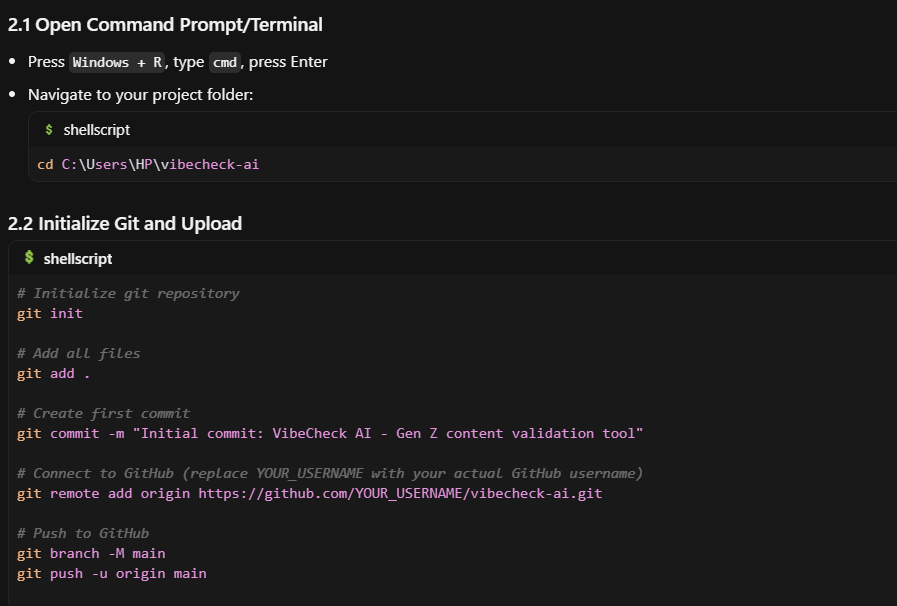 2.1 Open Command Prompt/Terminal
• Press Windows + R, type cmd, press Enter
• Navigate to your project folder:
$ shellscript
cd C:\Users\HP\vibecheck-ai
2.2 Initialize Git and Upload
$ shellscript
# Initialize git repository
git init
# Add all files
git add .
# Create first commit
git commit -m "Initial commit: VibeCheck AI - Gen Z content validation tool"
# Connect to GitHub (replace YOUR_USERNAME with your actual GitHub username)
git remote add origin https://github.com/YOUR_USERNAME/vibecheck-ai.git
# Push to GitHub
git branch -M main
git push -u origin main